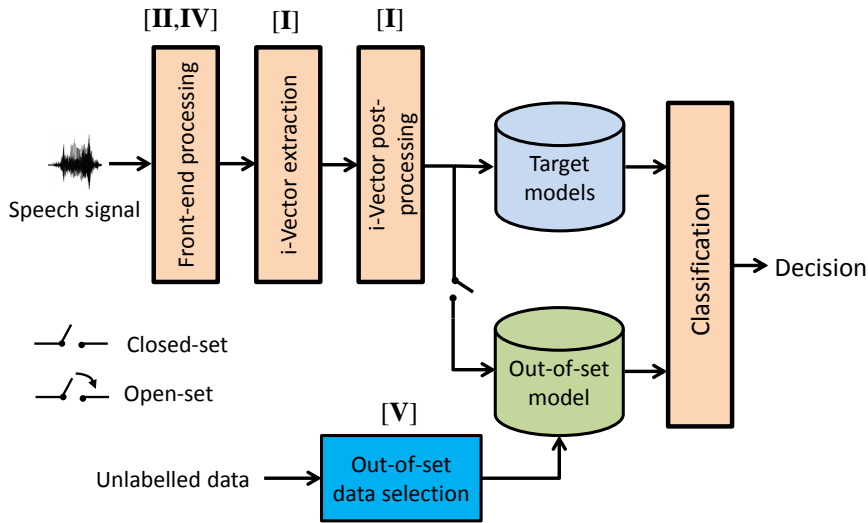 [II,IV]
[I]
[I]
Speech signal
Front-end processing
i-Vector extraction
i-Vector post-
processing
Target
models
Classification
Decision
Closed-set
Open-set
Out-of-set
model
[V]
Unlabelled data
Out-of-set
data selection